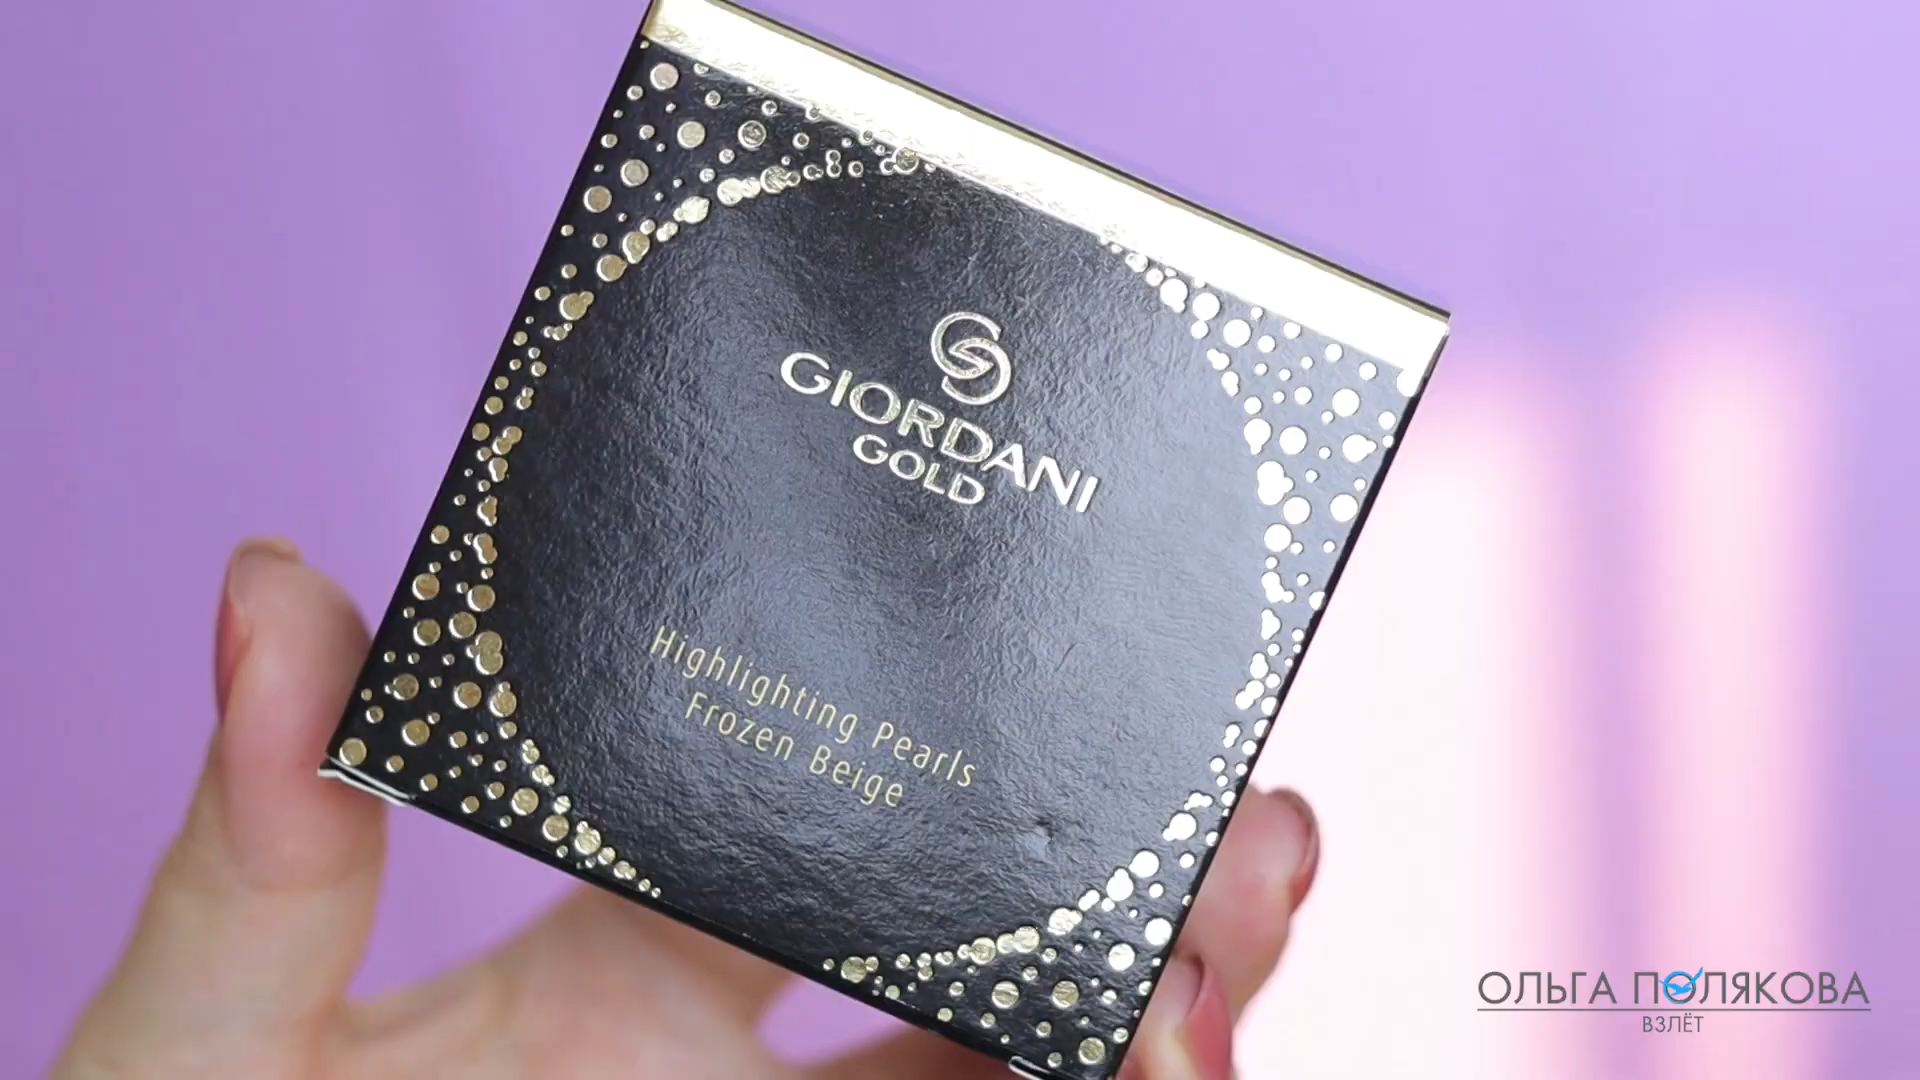 GIORDANI
GOLD
Highlighting Pearls
Frozen Beige
ОЛЬГА ПОЛЯКОВА
ВЗЛЁТ